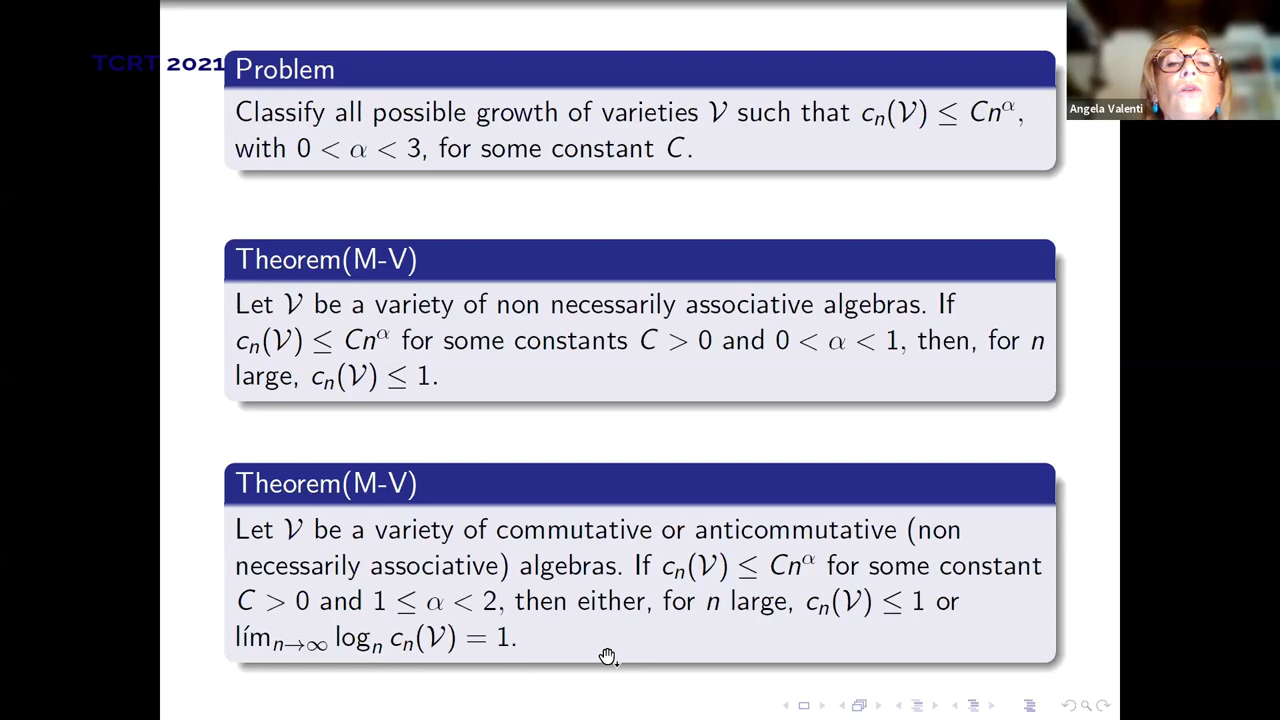 TCRT 2021
Problem
Classify all possible growth of varieties 𝒱 such that cₙ(𝒱) ≤ Cn^α,
with 0 < α < 3, for some constant C.
Theorem(M-V)
Let 𝒱 be a variety of non necessarily associative algebras. If
cₙ(𝒱) ≤ Cn^α for some constants C > 0 and 0 < α < 1, then, for n
large, cₙ(𝒱) ≤ 1.
Theorem(M-V)
Let 𝒱 be a variety of commutative or anticommutative (non
necessarily associative) algebras. If cₙ(𝒱) ≤ Cn^α for some constant
C > 0 and 1 ≤ α < 2, then either, for n large, cₙ(𝒱) ≤ 1 or
lím_{n→∞} logₙ cₙ(𝒱) = 1.
Angela Valenti